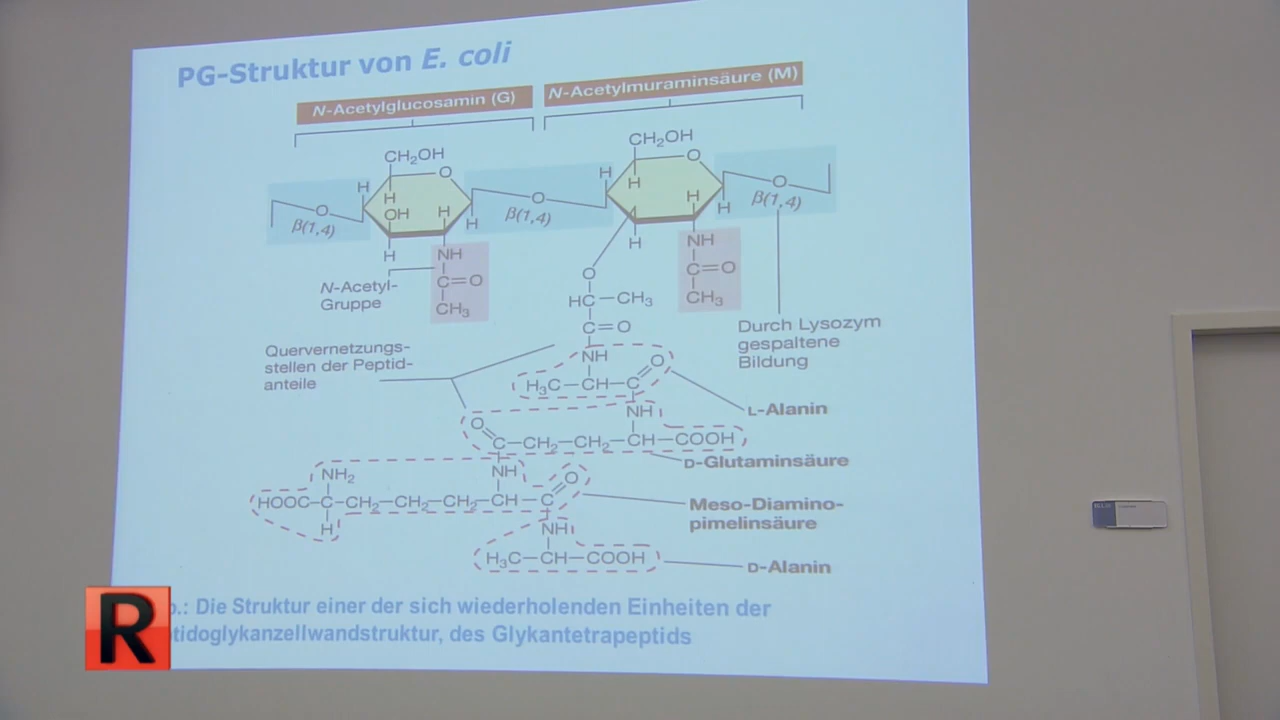 PG-Struktur von E. coli
N-Acetylglucosamin (G)
N-Acetylmuraminsäure (M)
CH₂OH
CH₂OH
O
O
H
H
H
H
O
OH
H
H
β(1,4)
O
β(1,4)
H
H
O
β(1,4)
H
H
NH
NH
N-Acetyl-
Gruppe
C=O
CH₃
O
C=O
CH₃
HC—CH₃
C=O
Durch Lysozym
gespaltene
Bildung
Quervernetzungs-
stellen der Peptid-
anteile
NH
O
H₃C—CH—C
L-Alanin
NH
O
C—CH₂—CH₂—CH—COOH
D-Glutaminsäure
NH₂
NH
O
HOOC—C—CH₂—CH₂—CH₂—CH—C
H
Meso-Diamino-
pimelinsäure
NH
H₃C—CH—COOH
D-Alanin
.: Die Struktur einer der sich wiederholenden Einheiten der
tidoglykanzellwandstruktur, des Glykantetrapeptids
R